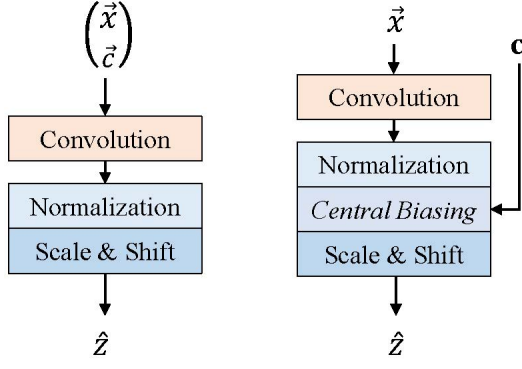 (x⃗
c⃗)
Convolution
Normalization
Scale & Shift
ẑ
x⃗
c
Convolution
Normalization
Central Biasing
Scale & Shift
ẑ